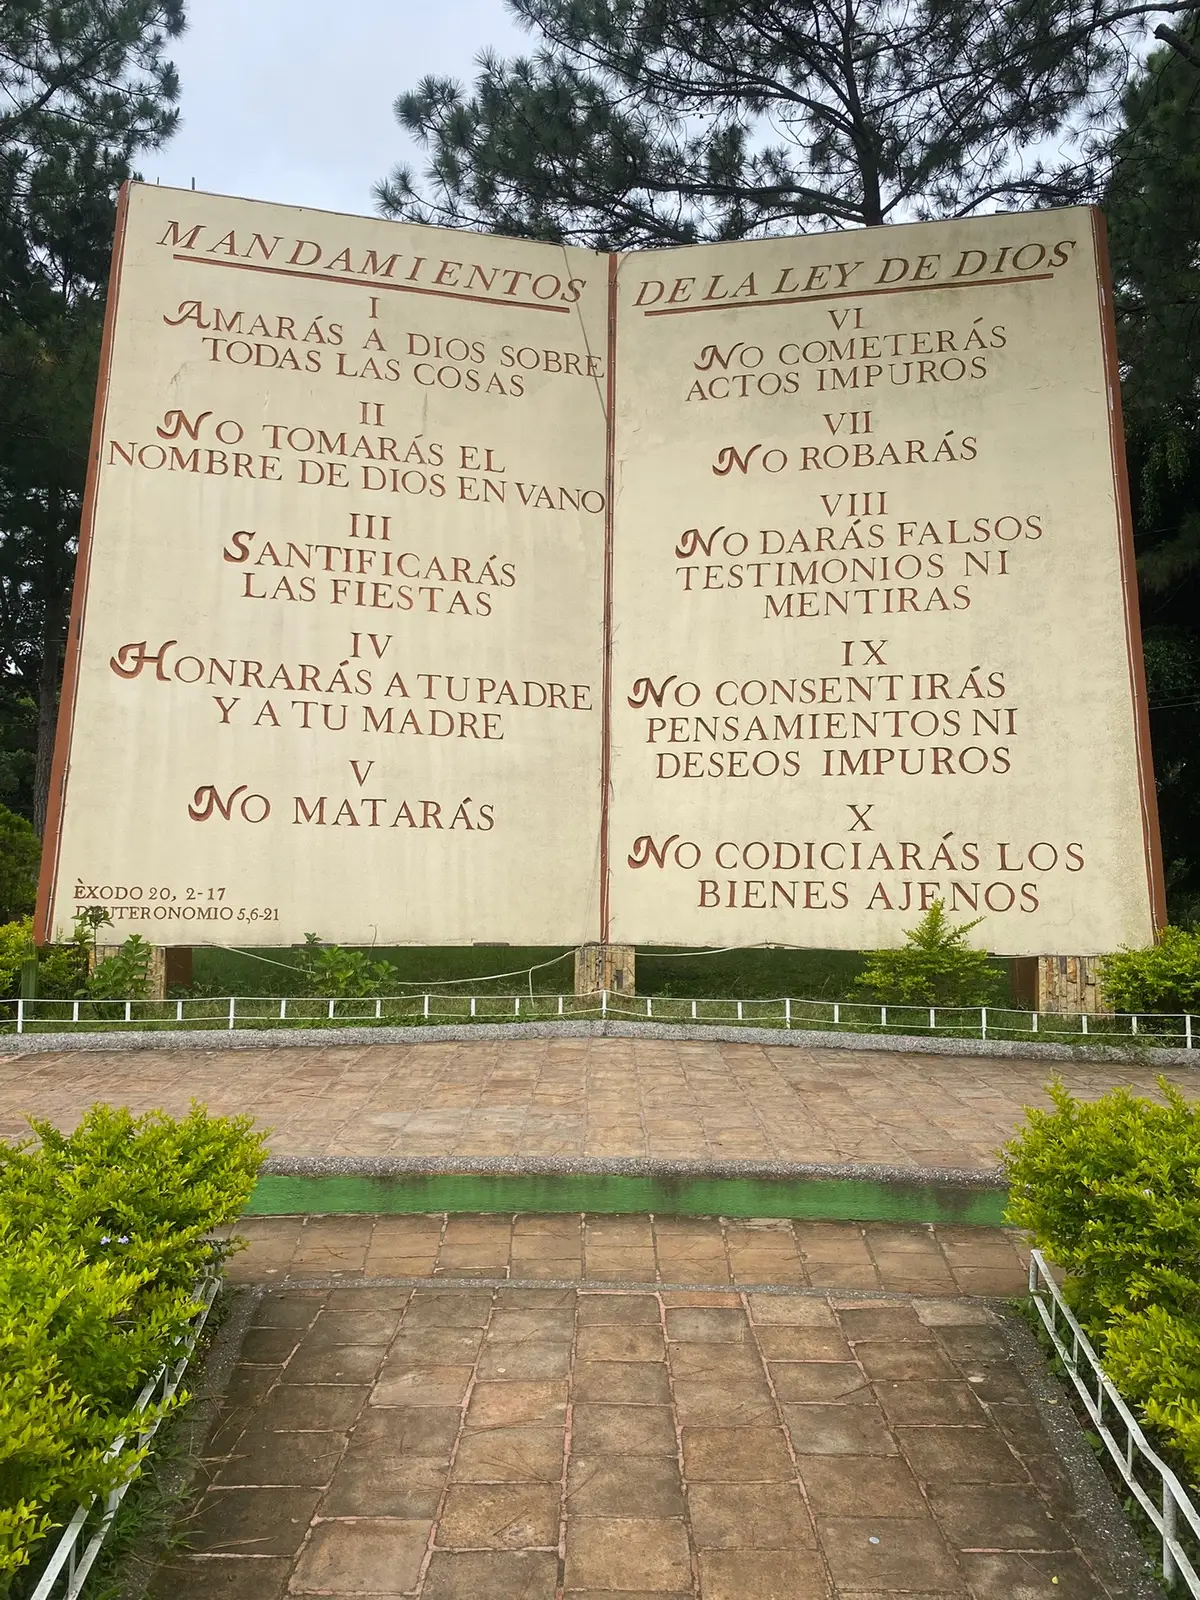 MANDAMIENTOS
I
AMARÁS A DIOS SOBRE
TODAS LAS COSAS
II
NO TOMARÁS EL
NOMBRE DE DIOS EN VANO
III
SANTIFICARÁS
LAS FIESTAS
IV
HONRARÁS A TU PADRE
Y A TU MADRE
V
NO MATARÁS
ÈXODO 20, 2-17
DEUTERONOMIO 5,6-21
DE LA LEY DE DIOS
VI
NO COMETERÁS
ACTOS IMPUROS
VII
NO ROBARÁS
VIII
NO DARÁS FALSOS
TESTIMONIOS NI
MENTIRAS
IX
NO CONSENTIRÁS
PENSAMIENTOS NI
DESEOS IMPUROS
X
NO CODICIARÁS LOS
BIENES AJENOS